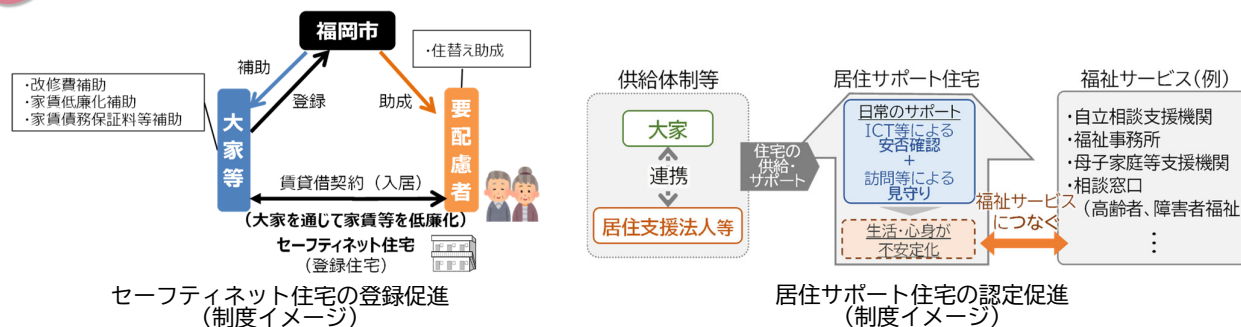 福岡市
・住替え助成
補助
登録
助成
・改修費補助
・家賃低廉化補助
・家賃債務保証料等補助
大家等
要配慮者
賃貸借契約（入居）
（大家を通じて家賃等を低廉化）
セーフティネット住宅
（登録住宅）
セーフティネット住宅の登録促進
（制度イメージ）
供給体制等
大家
連携
居住支援法人等
住宅の
供給・
サポート
居住サポート住宅
日常のサポート
ICT等による
安否確認
+
訪問等による
見守り
生活・心身が
不安定化
福祉サービス
につなぐ
福祉サービス（例）
・自立相談支援機関
・福祉事務所
・母子家庭等支援機関
・相談窓口
（高齢者、障害者福祉
⋮
居住サポート住宅の認定促進
（制度イメージ）